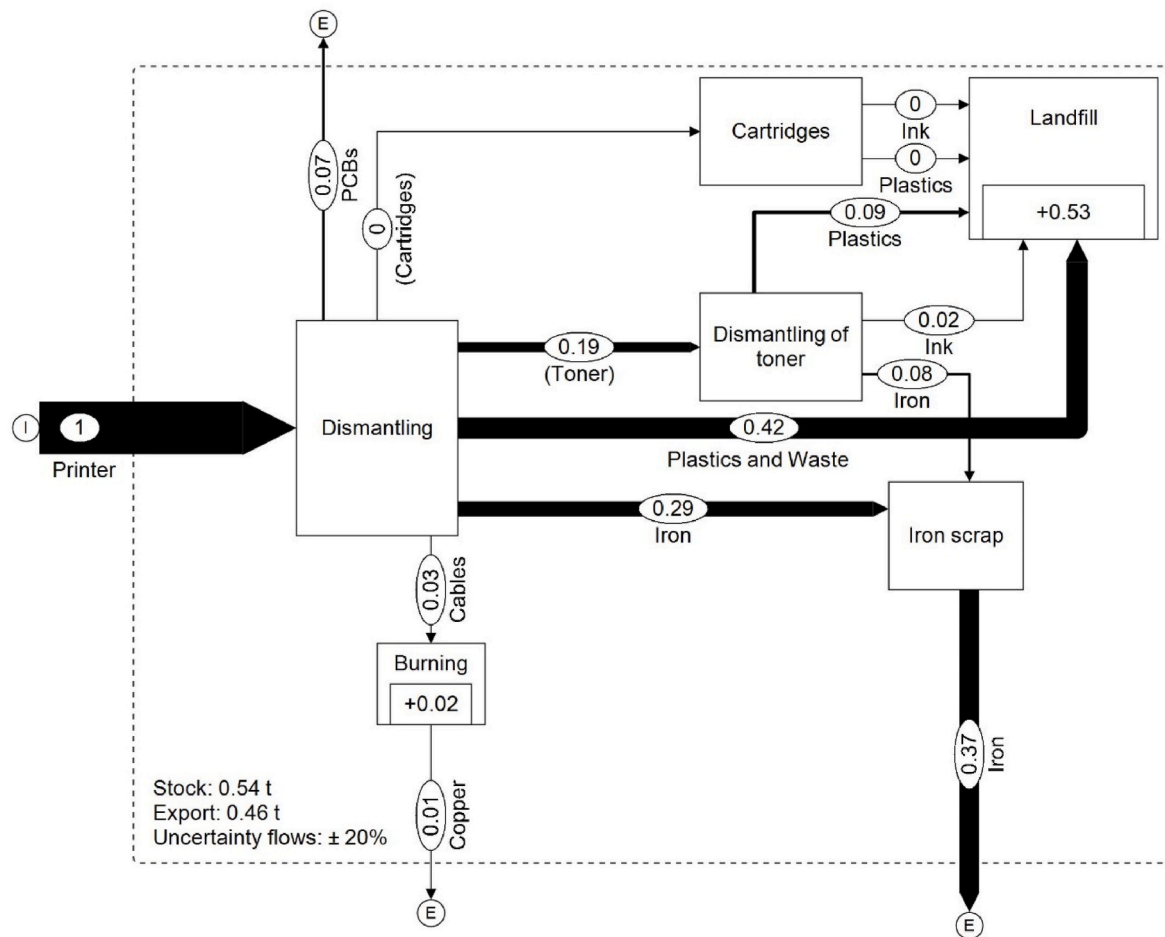 E
0.07
PCBs
0
(Cartridges)
Cartridges
0
Ink
0
Plastics
Landfill
+0.53
0.09
Plastics
Dismantling of
toner
0.02
Ink
0.08
Iron
0.19
(Toner)
I
1
Printer
Dismantling
0.42
Plastics and Waste
0.29
Iron
Iron scrap
0.03
Cables
Burning
+0.02
0.37
Iron
Stock: 0.54 t
Export: 0.46 t
Uncertainty flows: ± 20%
0.01
Copper
E
E